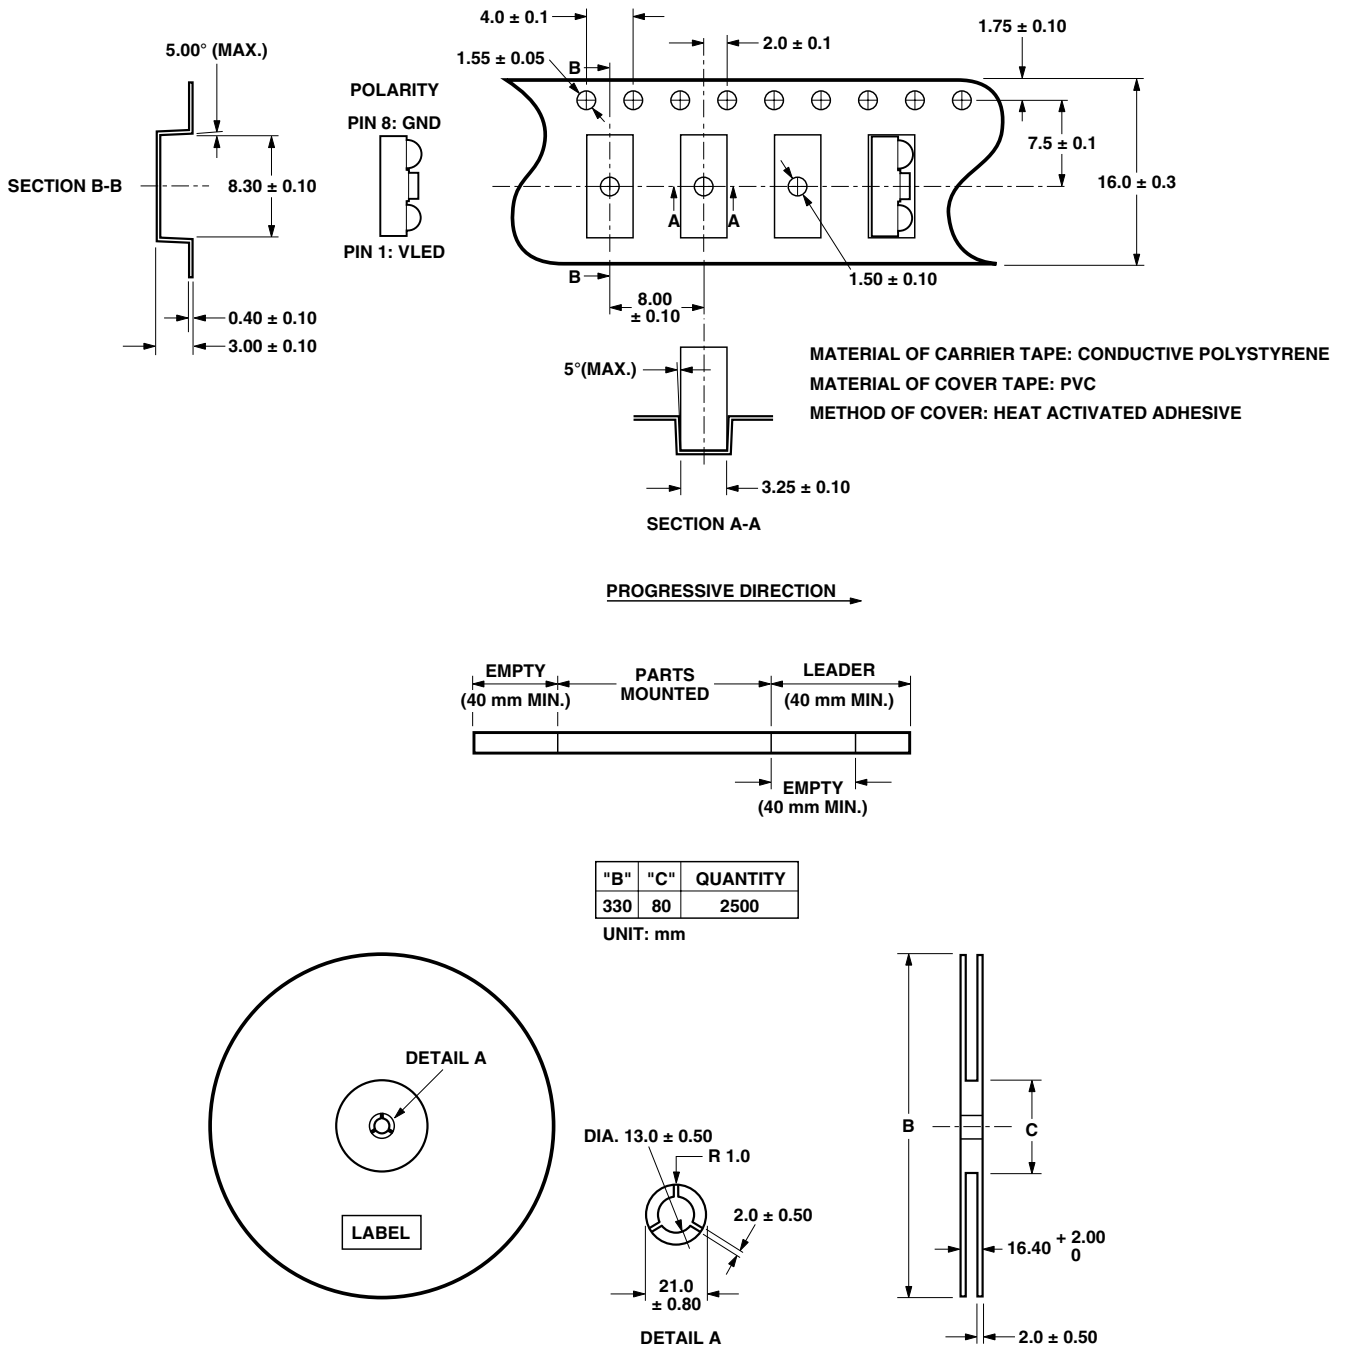 4.0 ± 0.1
2.0 ± 0.1
1.75 ± 0.10
5.00° (MAX.)
1.55 ± 0.05
B
POLARITY
PIN 8: GND
7.5 ± 0.1
SECTION B-B
8.30 ± 0.10
16.0 ± 0.3
A
A
PIN 1: VLED
B
1.50 ± 0.10
8.00
± 0.10
0.40 ± 0.10
3.00 ± 0.10
MATERIAL OF CARRIER TAPE: CONDUCTIVE POLYSTYRENE
5°(MAX.)
MATERIAL OF COVER TAPE: PVC
METHOD OF COVER: HEAT ACTIVATED ADHESIVE
3.25 ± 0.10
SECTION A-A
PROGRESSIVE DIRECTION
EMPTY
(40 mm MIN.)
PARTS
MOUNTED
LEADER
(40 mm MIN.)
EMPTY
(40 mm MIN.)
"B" "C" QUANTITY
330 80 2500
UNIT: mm
DETAIL A
LABEL
DIA. 13.0 ± 0.50
R 1.0
2.0 ± 0.50
21.0
± 0.80
DETAIL A
B
C
16.40 + 2.00
0
2.0 ± 0.50